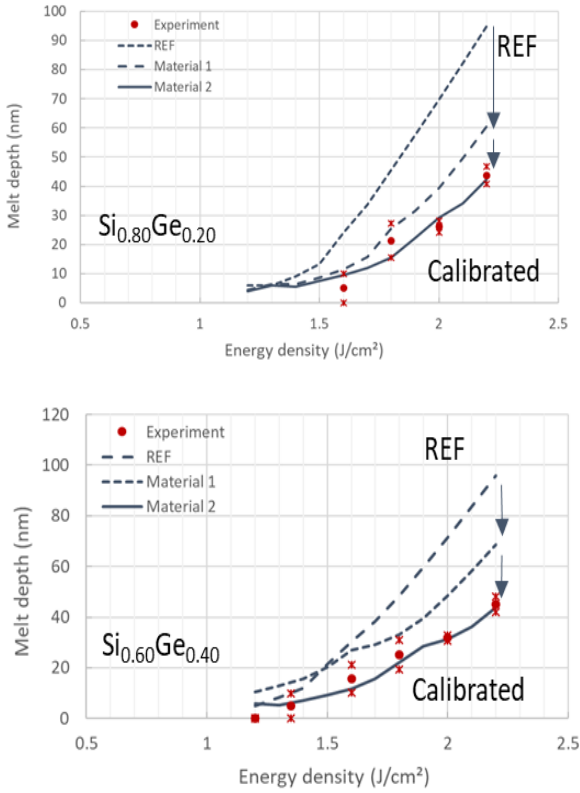 100
90
80
70
60
50
40
30
20
10
0
Melt depth (nm)
Experiment
REF
Material 1
Material 2
REF
Si0.80Ge0.20
Calibrated
0.5
1
1.5
2
2.5
Energy density (J/cm²)
120
100
80
60
40
20
0
Melt depth (nm)
Experiment
REF
Material 1
Material 2
REF
Si0.60Ge0.40
Calibrated
0.5
1
1.5
2
2.5
Energy density (J/cm²)